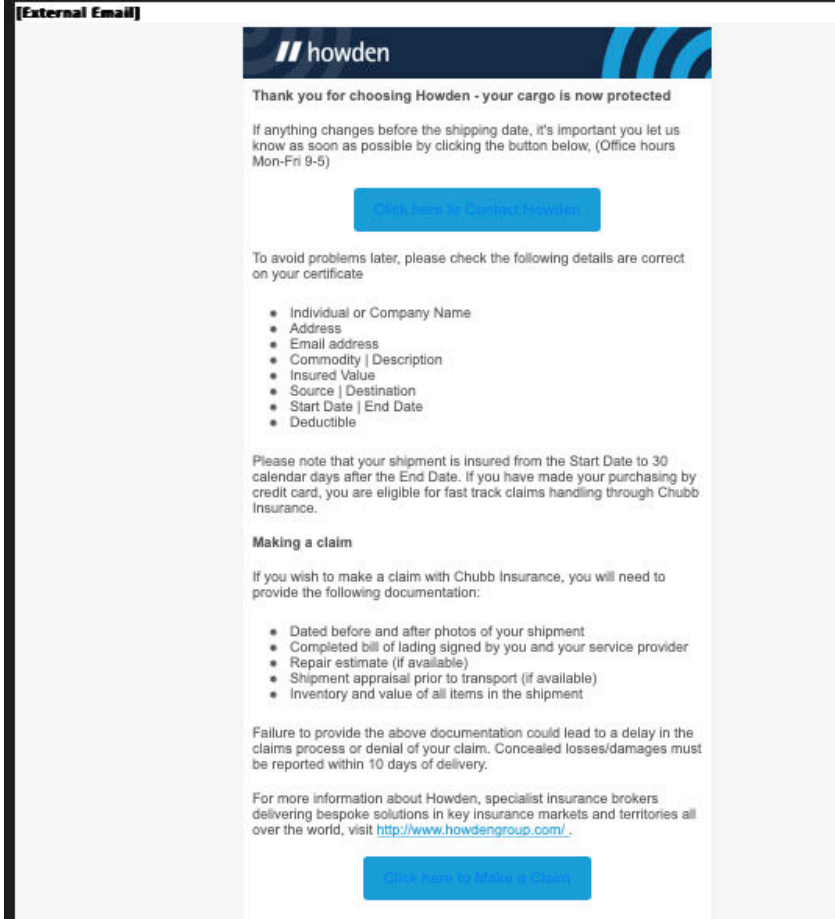 [External Email]
howden
Thank you for choosing Howden - your cargo is now protected
If anything changes before the shipping date, it's important you let us
know as soon as possible by clicking the button below, (Office hours
Mon-Fri 9-5)
Click here to Contact Howden
To avoid problems later, please check the following details are correct
on your certificate
● Individual or Company Name
● Address
● Email address
● Commodity | Description
● Insured Value
● Source | Destination
● Start Date | End Date
● Deductible
Please note that your shipment is insured from the Start Date to 30
calendar days after the End Date. If you have made your purchasing by
credit card, you are eligible for fast track claims handling through Chubb
Insurance.
Making a claim
If you wish to make a claim with Chubb Insurance, you will need to
provide the following documentation:
● Dated before and after photos of your shipment
● Completed bill of lading signed by you and your service provider
● Repair estimate (if available)
● Shipment appraisal prior to transport (if available)
● Inventory and value of all items in the shipment
Failure to provide the above documentation could lead to a delay in the
claims process or denial of your claim. Concealed losses/damages must
be reported within 10 days of delivery.
For more information about Howden, specialist insurance brokers
delivering bespoke solutions in key insurance markets and territories all
over the world, visit http://www.howdengroup.com/ .
Click here to Make a Claim